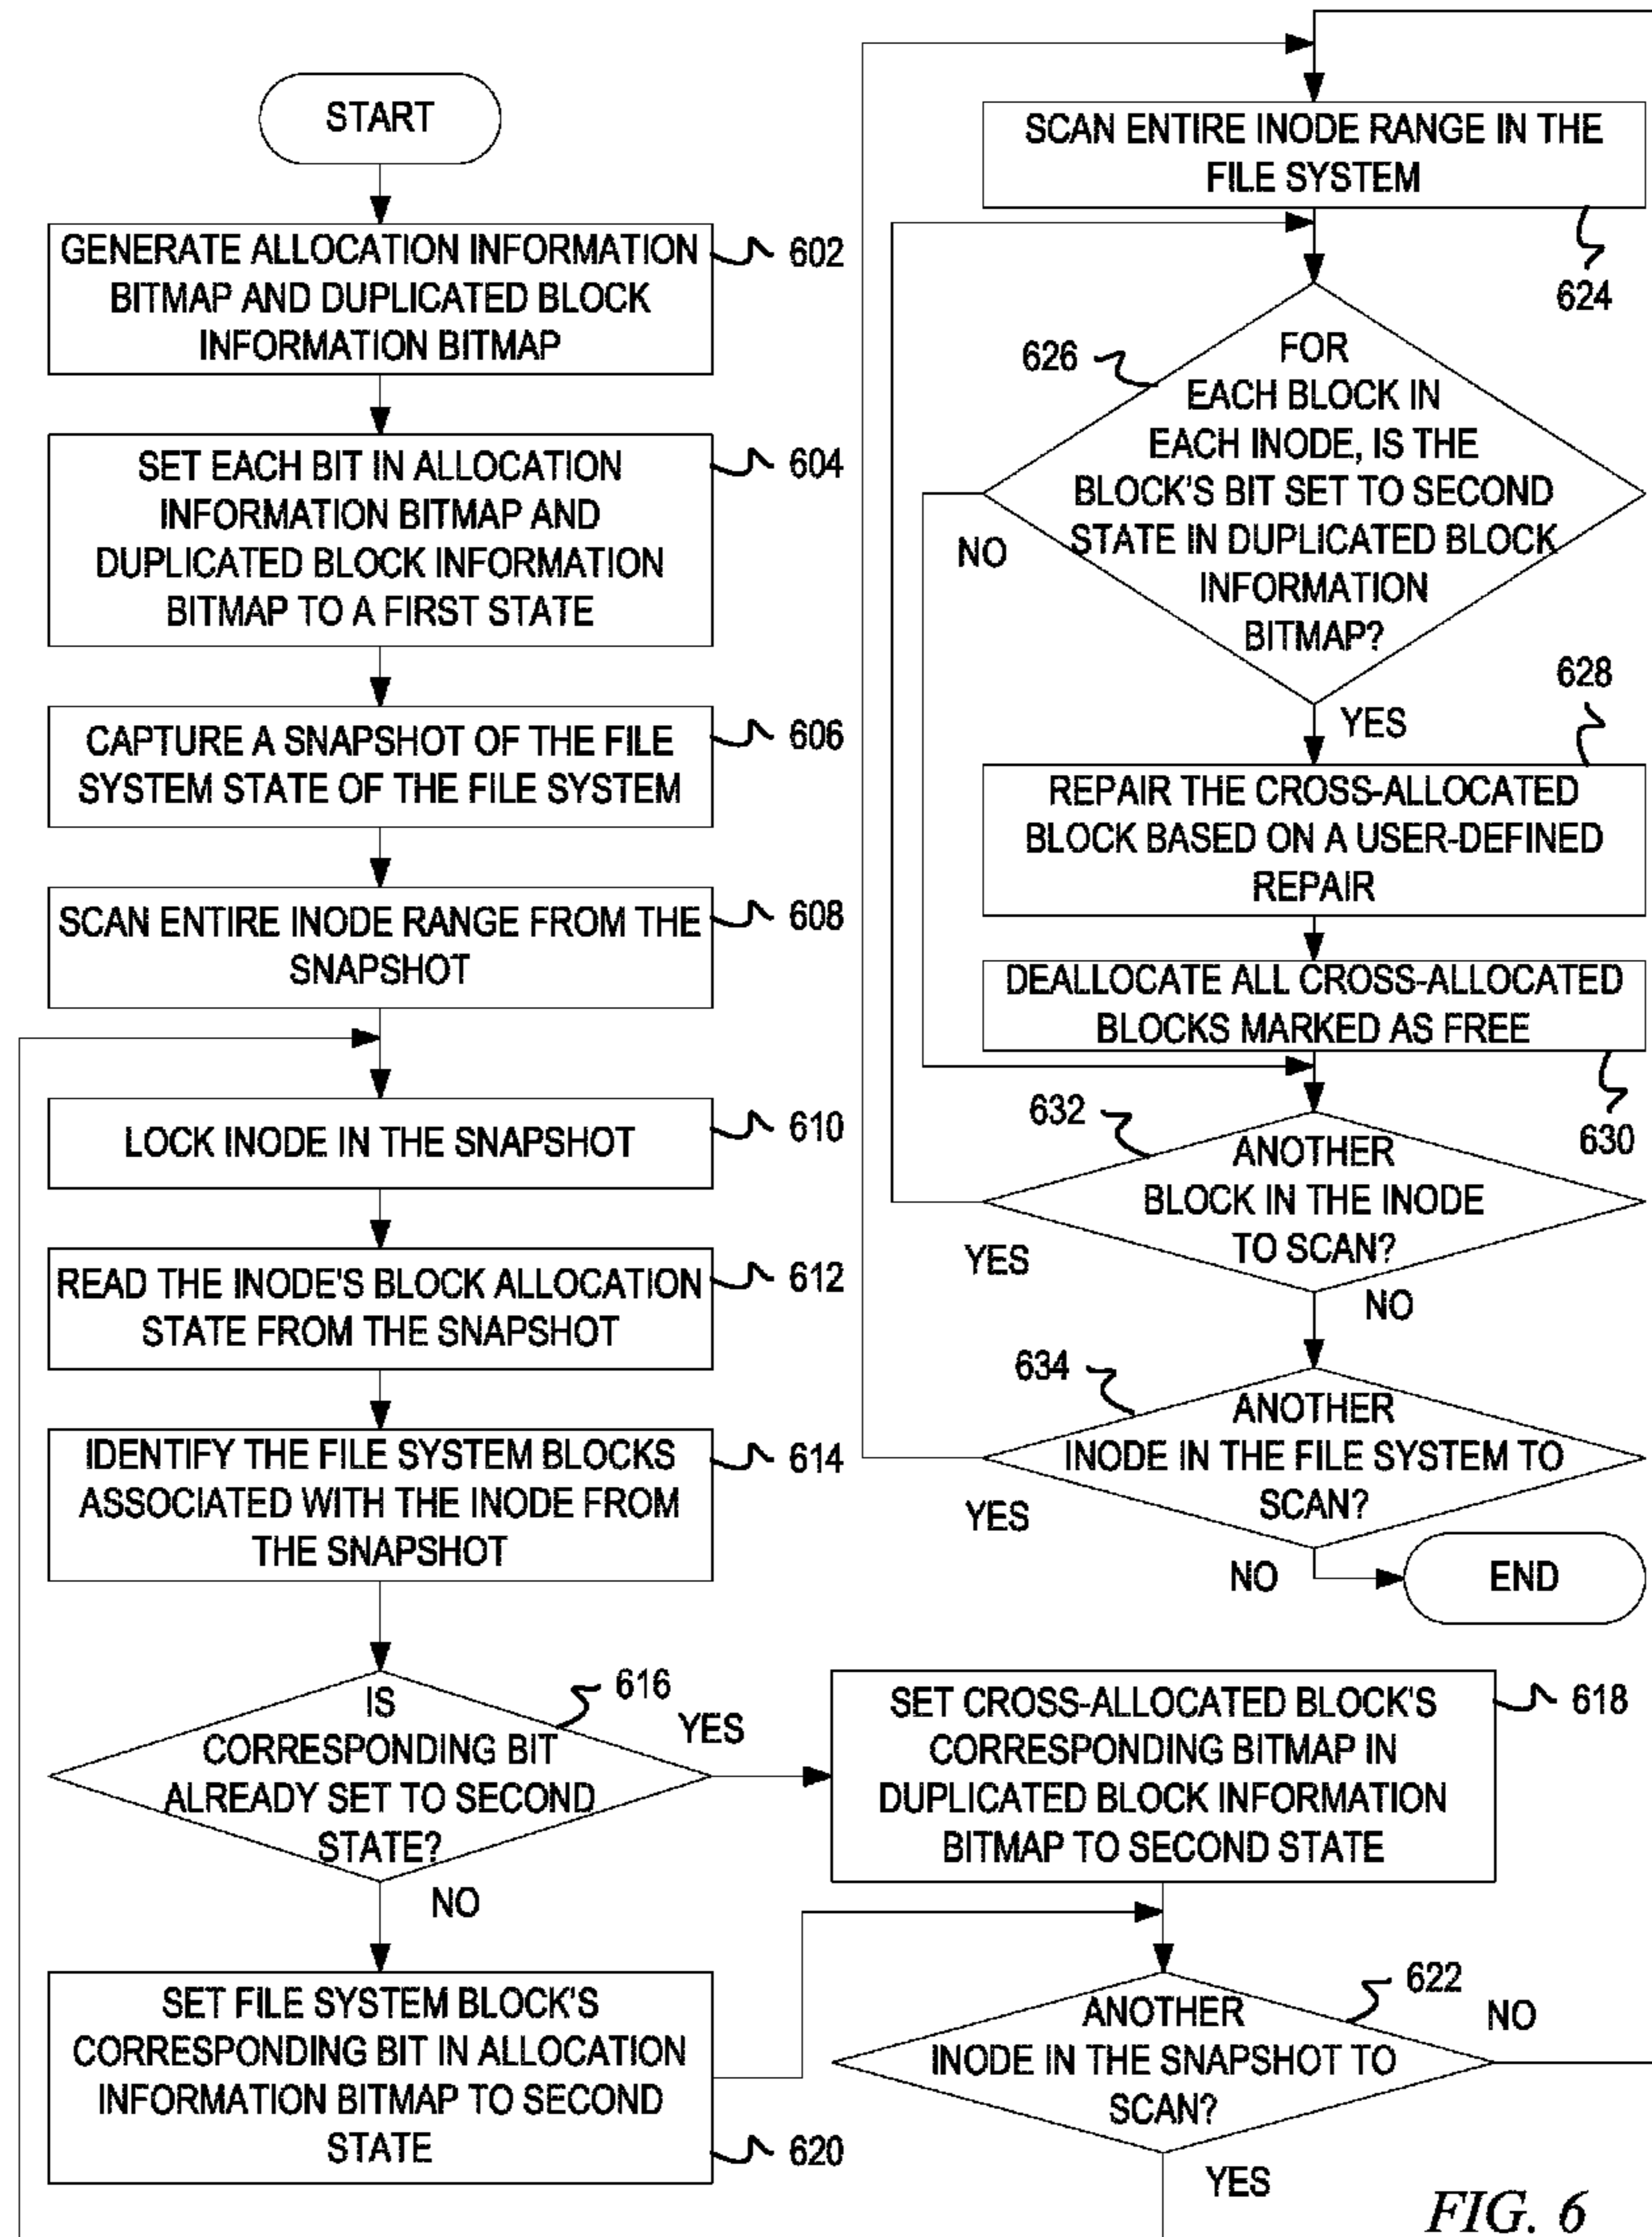 START
GENERATE ALLOCATION INFORMATION
BITMAP AND DUPLICATED BLOCK
INFORMATION BITMAP
602
SET EACH BIT IN ALLOCATION
INFORMATION BITMAP AND
DUPLICATED BLOCK INFORMATION
BITMAP TO A FIRST STATE
604
CAPTURE A SNAPSHOT OF THE FILE
SYSTEM STATE OF THE FILE SYSTEM
606
SCAN ENTIRE INODE RANGE FROM THE
SNAPSHOT
608
LOCK INODE IN THE SNAPSHOT
610
READ THE INODE'S BLOCK ALLOCATION
STATE FROM THE SNAPSHOT
612
IDENTIFY THE FILE SYSTEM BLOCKS
ASSOCIATED WITH THE INODE FROM
THE SNAPSHOT
614
IS
CORRESPONDING BIT
ALREADY SET TO SECOND
STATE?
616
YES
NO
SET CROSS-ALLOCATED BLOCK'S
CORRESPONDING BITMAP IN
DUPLICATED BLOCK INFORMATION
BITMAP TO SECOND STATE
618
SET FILE SYSTEM BLOCK'S
CORRESPONDING BIT IN ALLOCATION
INFORMATION BITMAP TO SECOND
STATE
620
ANOTHER
INODE IN THE SNAPSHOT TO
SCAN?
622
NO
YES
SCAN ENTIRE INODE RANGE IN THE
FILE SYSTEM
624
FOR
EACH BLOCK IN
EACH INODE, IS THE
BLOCK'S BIT SET TO SECOND
STATE IN DUPLICATED BLOCK
INFORMATION
BITMAP?
626
NO
YES
628
REPAIR THE CROSS-ALLOCATED
BLOCK BASED ON A USER-DEFINED
REPAIR
DEALLOCATE ALL CROSS-ALLOCATED
BLOCKS MARKED AS FREE
630
632
ANOTHER
BLOCK IN THE INODE
TO SCAN?
YES
NO
634
ANOTHER
INODE IN THE FILE SYSTEM TO
SCAN?
YES
NO
END
FIG. 6